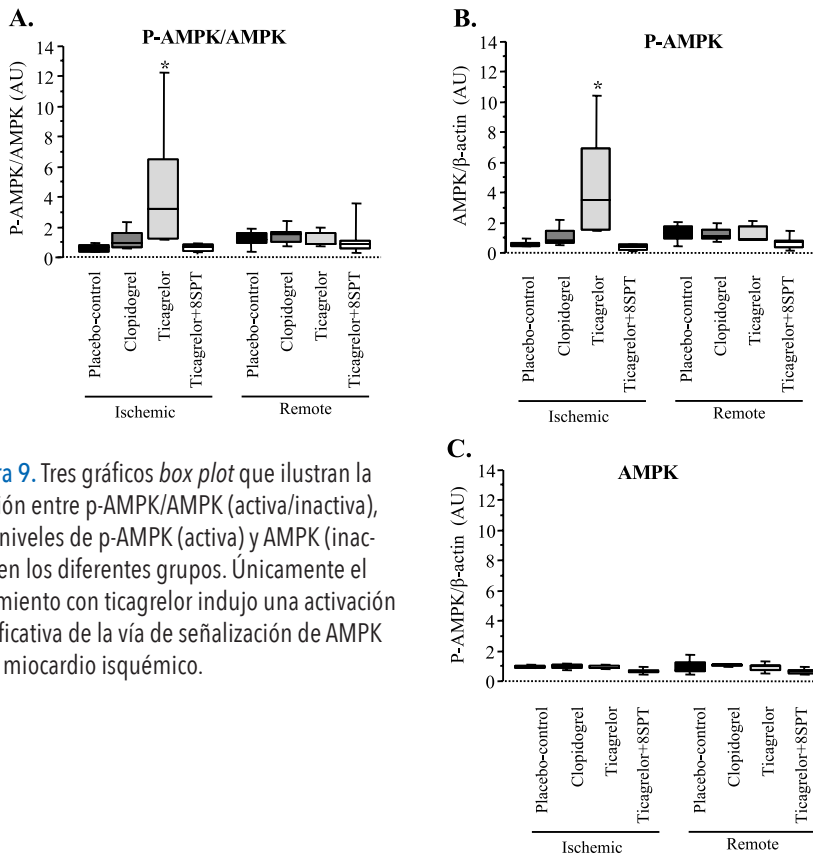 A.
P-AMPK/AMPK
P-AMPK/AMPK (AU)
14
12
10
8
6
4
2
0
*
Placebo-control
Clopidogrel
Ticagrelor
Ticagrelor+8SPT
Placebo-control
Clopidogrel
Ticagrelor
Ticagrelor+8SPT
Ischemic
Remote
B.
P-AMPK
AMPK/β-actin (AU)
14
12
10
8
6
4
2
0
*
Placebo-control
Clopidogrel
Ticagrelor
Ticagrelor+8SPT
Placebo-control
Clopidogrel
Ticagrelor
Ticagrelor+8SPT
Ischemic
Remote
ra 9. Tres gráficos box plot que ilustran la
ión entre p-AMPK/AMPK (activa/inactiva),
niveles de p-AMPK (activa) y AMPK (inac-
en los diferentes grupos. Únicamente el
miento con ticagrelor indujo una activación
ficativa de la vía de señalización de AMPK
miocardio isquémico.
C.
AMPK
P-AMPK/β-actin (AU)
14
12
10
8
6
4
2
0
Placebo-control
Clopidogrel
Ticagrelor
Ticagrelor+8SPT
Placebo-control
Clopidogrel
Ticagrelor
Ticagrelor+8SPT
Ischemic
Remote